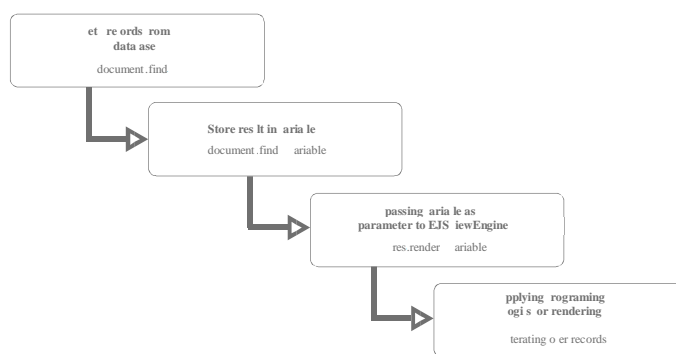 et re ords rom
data ase
document.find
Store res lt in aria le
document.find ariable
passing aria le as
parameter to EJS iewEngine
res.render ariable
pplying rograming
ogi s or rendering
terating o er records